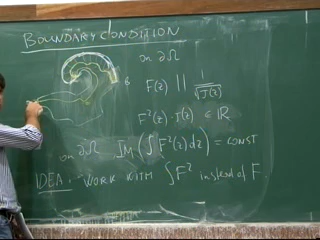 BOUNDARY CONDITION
on ∂Ω
F(z) || 1/√τ(z)
F²(z)·τ(z) ∈ ℝ
on ∂Ω Im(∫F²(z)dz) = CONST
IDEA: WORK WITH ∫F² instead of F.